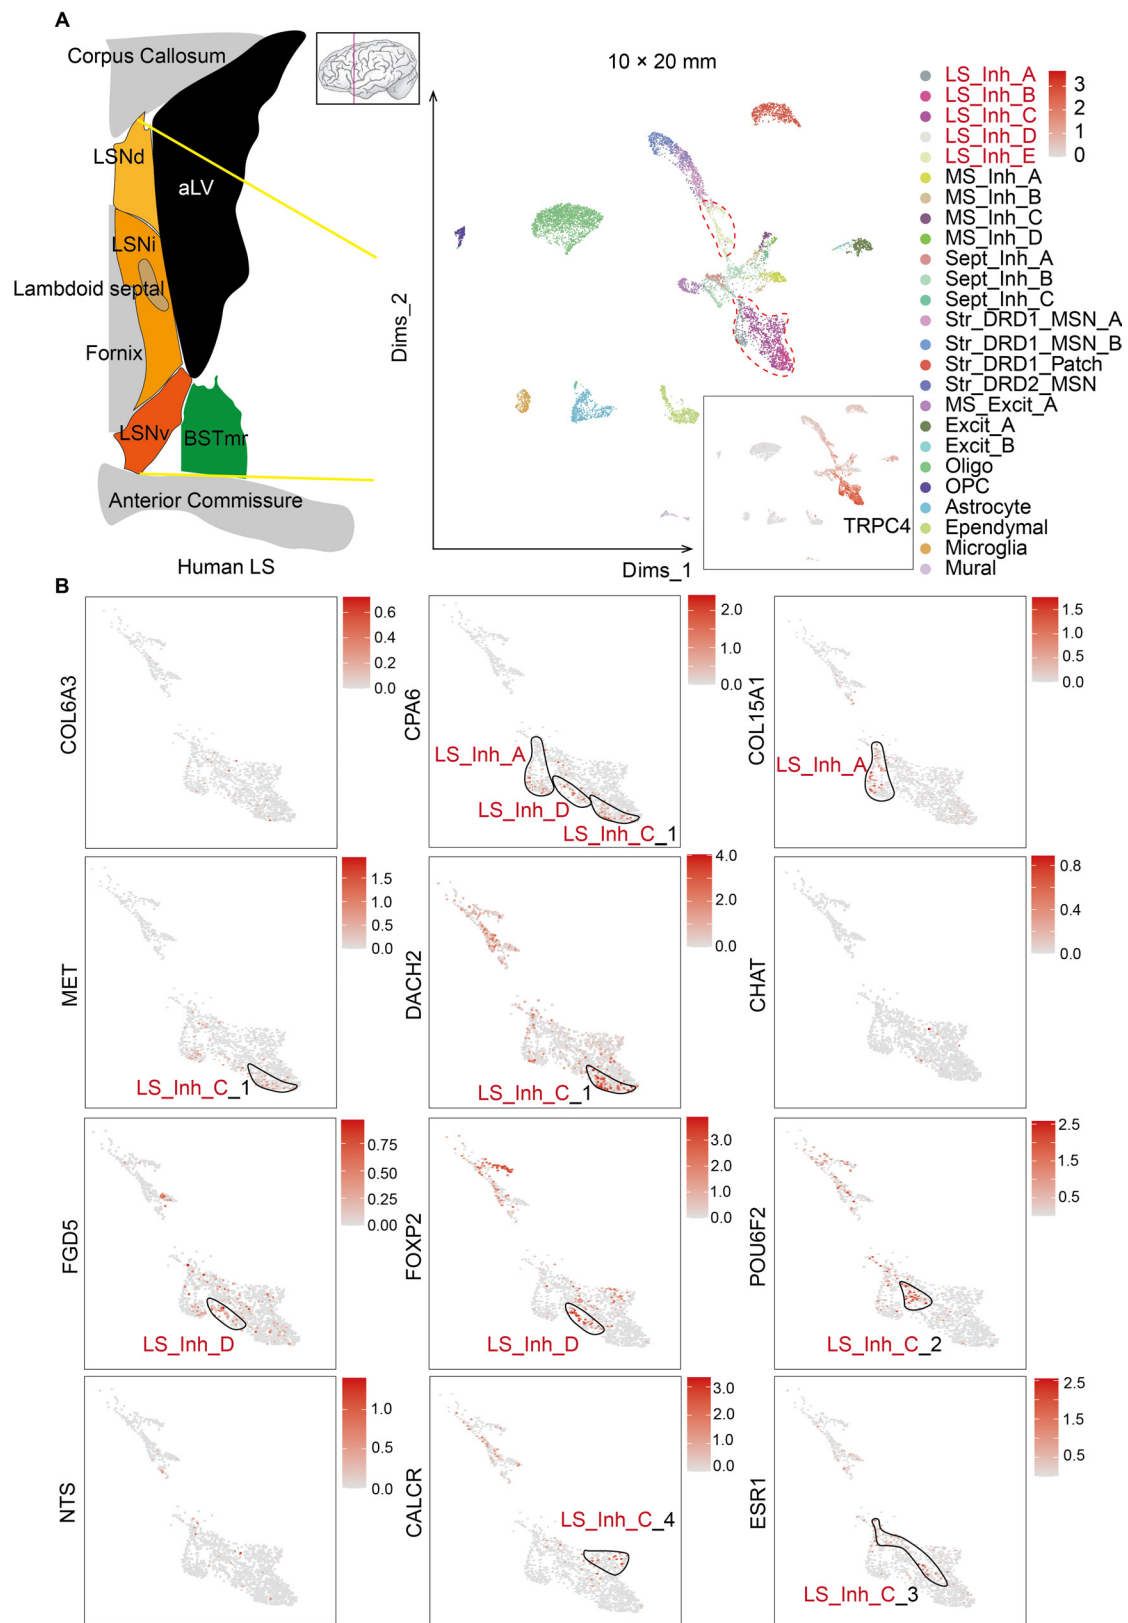 A
Corpus Callosum
LSNd
aLV
LSNi
Lambdoid septal
Fornix
LSNv
BSTmr
Anterior Commissure
Human LS
10 × 20 mm
Dims_2
Dims_1
TRPC4
LS_Inh_A
LS_Inh_B
LS_Inh_C
LS_Inh_D
LS_Inh_E
MS_Inh_A
MS_Inh_B
MS_Inh_C
MS_Inh_D
Sept_Inh_A
Sept_Inh_B
Sept_Inh_C
Str_DRD1_MSN_A
Str_DRD1_MSN_B
Str_DRD1_Patch
Str_DRD2_MSN
MS_Excit_A
Excit_A
Excit_B
Oligo
OPC
Astrocyte
Ependymal
Microglia
Mural
3
2
1
0
B
COL6A3
0.6
0.4
0.2
0.0
CPA6
LS_Inh_A
LS_Inh_D
LS_Inh_C_1
2.0
1.0
0.0
COL15A1
LS_Inh_A
1.5
1.0
0.5
0.0
MET
LS_Inh_C_1
1.5
1.0
0.5
0.0
DACH2
LS_Inh_C_1
4.0
2.0
0.0
CHAT
0.8
0.4
0.0
FGD5
LS_Inh_D
0.75
0.50
0.25
0.00
FOXP2
LS_Inh_D
3.0
2.0
1.0
0.0
POU6F2
LS_Inh_C_2
2.5
1.5
0.5
NTS
1.0
0.5
0.0
CALCR
LS_Inh_C_4
3.0
2.0
1.0
0.0
ESR1
LS_Inh_C_3
2.5
1.5
0.5